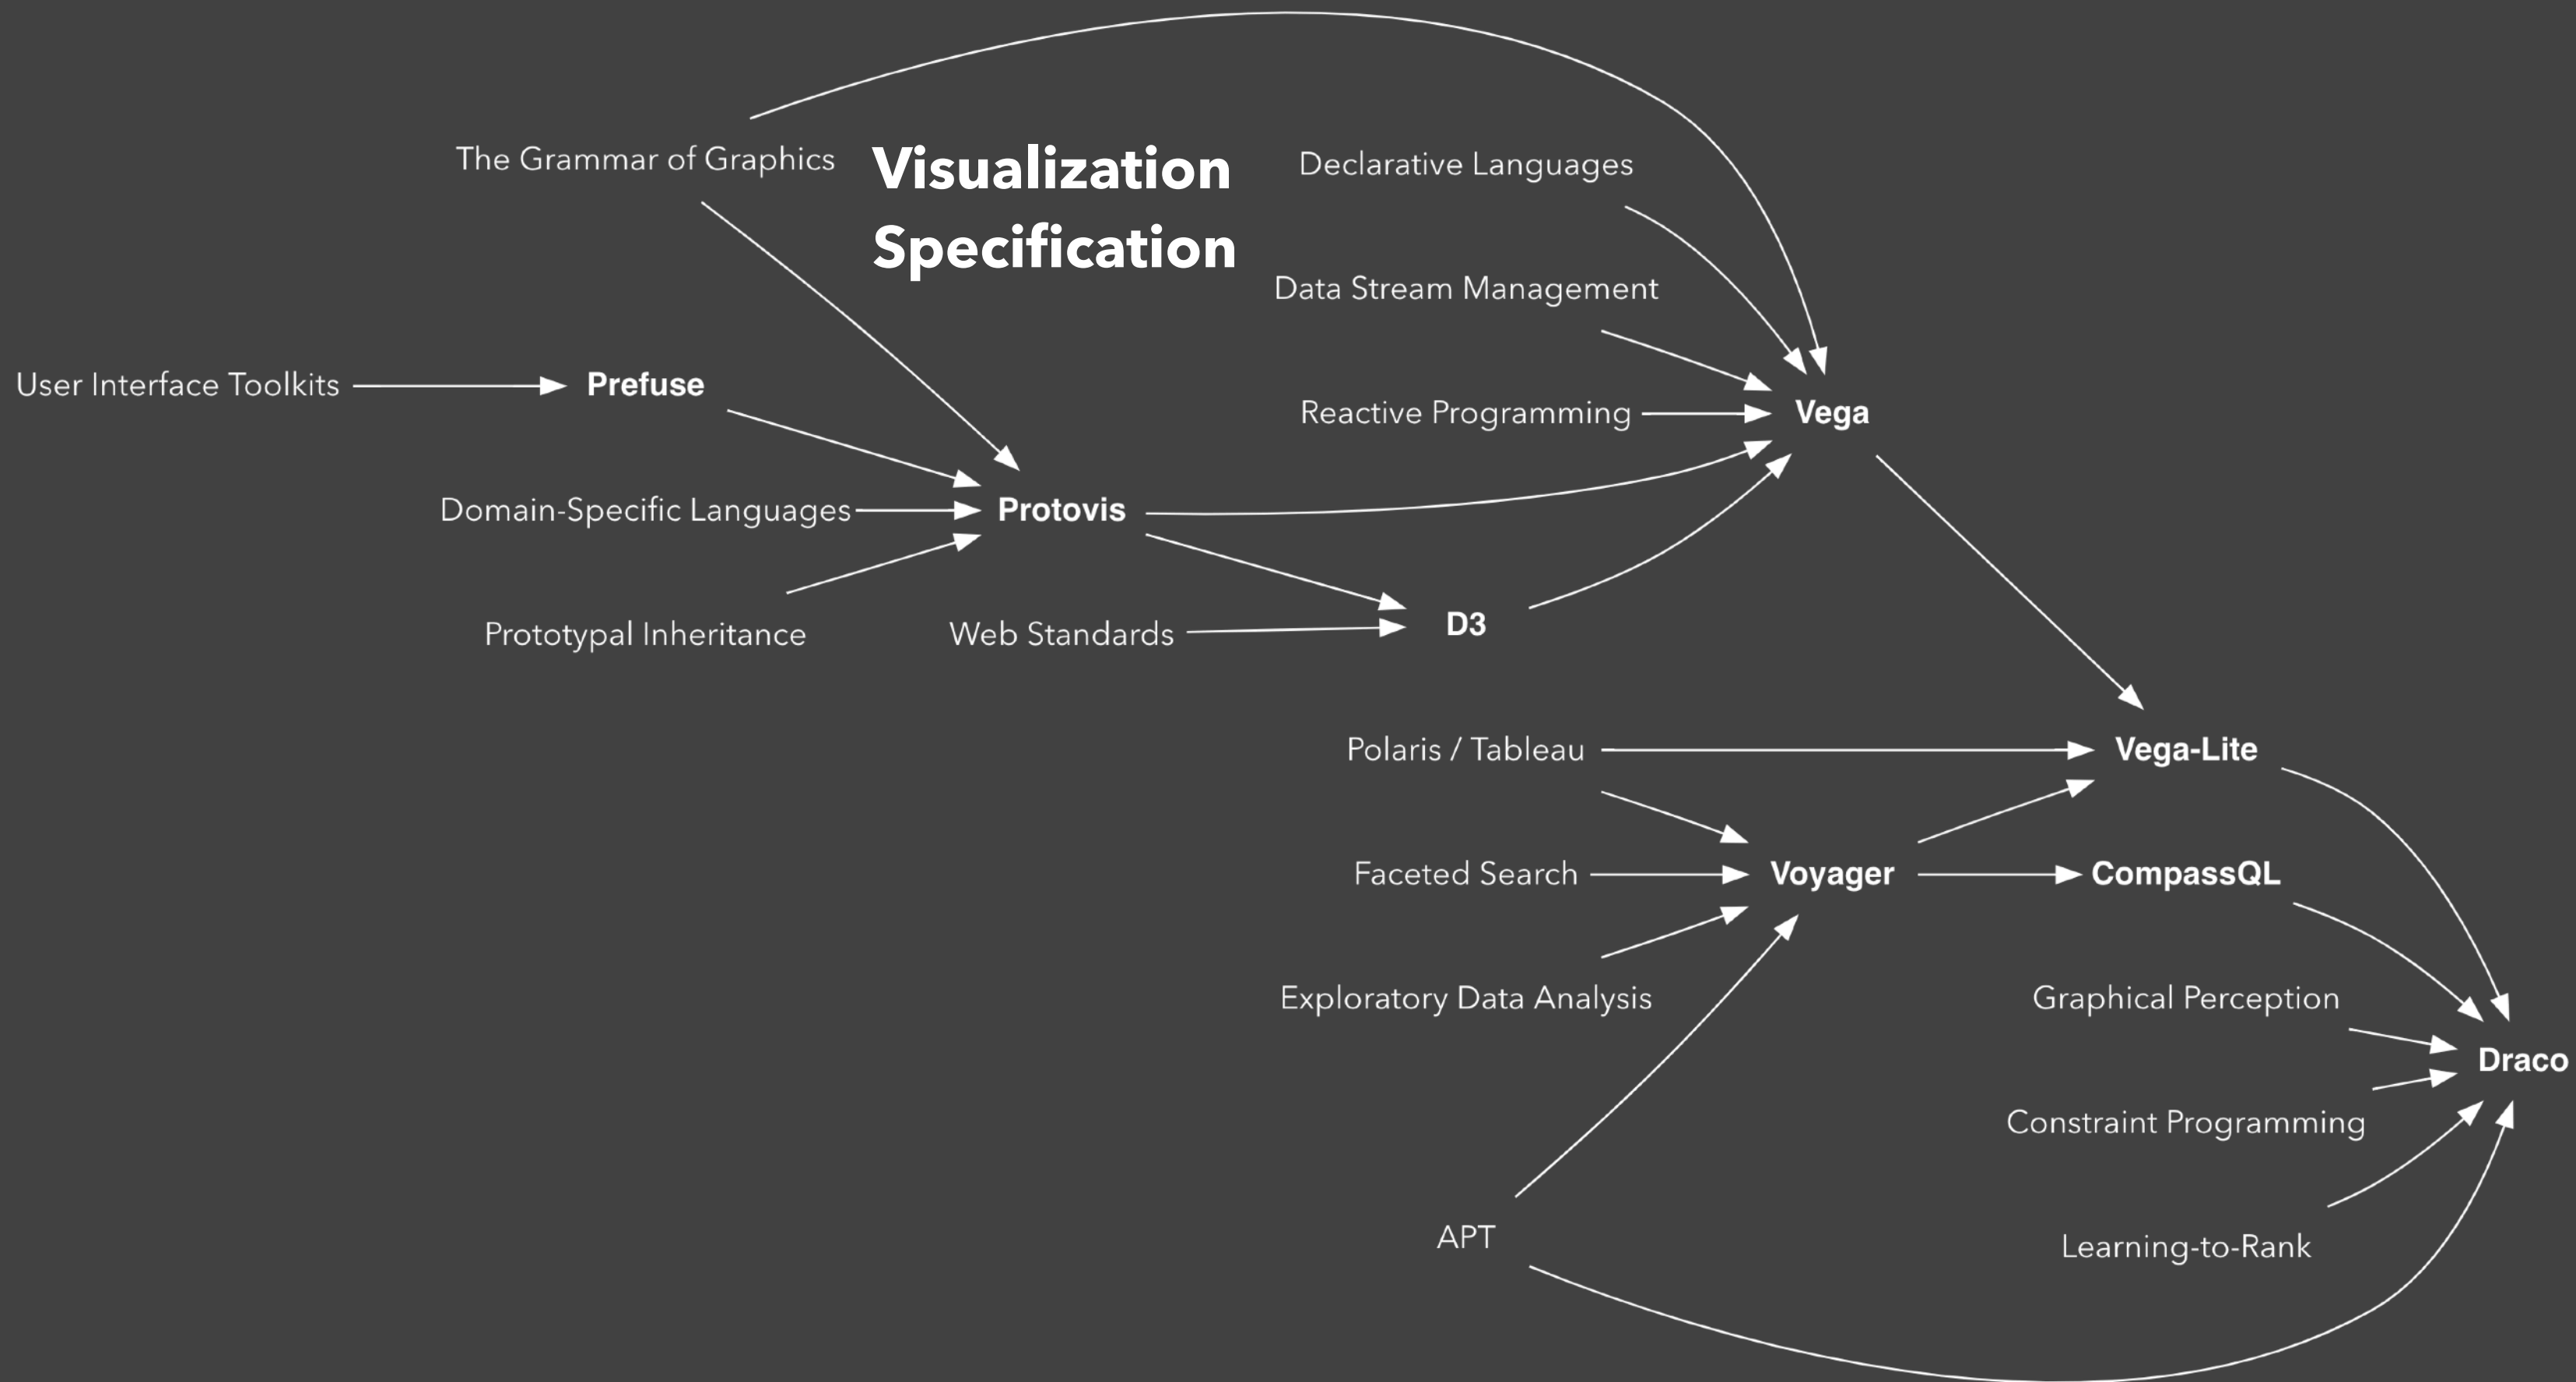 The Grammar of Graphics
Visualization
Specification
Declarative Languages
Data Stream Management
User Interface Toolkits
Prefuse
Reactive Programming
Vega
Domain-Specific Languages
Protovis
Prototypal Inheritance
Web Standards
D3
Polaris / Tableau
Vega-Lite
Faceted Search
Voyager
CompassQL
Exploratory Data Analysis
Graphical Perception
Draco
Constraint Programming
APT
Learning-to-Rank